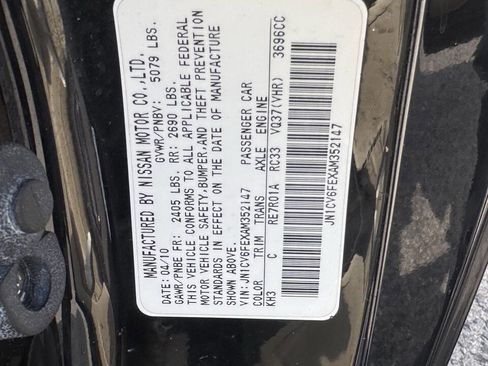 MANUFACTURED BY NISSAN MOTOR CO.,LTD.
GVWR/PNBV: 5079 LBS.
04/10
GAWR/PNBE FR: 2405 LBS. RR: 2690 LBS.
THIS VEHICLE CONFORMS TO ALL APPLICABLE FEDERAL
MOTOR VEHICLE SAFETY,BUMPER,AND THEFT PREVENTION
STANDARDS IN EFFECT ON THE DATE OF MANUFACTURE
SHOWN ABOVE.
VIN:JN1CV6FEXAM352147 PASSENGER CAR
COLOR TRIM TRANS AXLE ENGINE
KH3 C RE7R01A RC33 VQ37(VHR) 3696CC
JN1CV6FEXAM352147